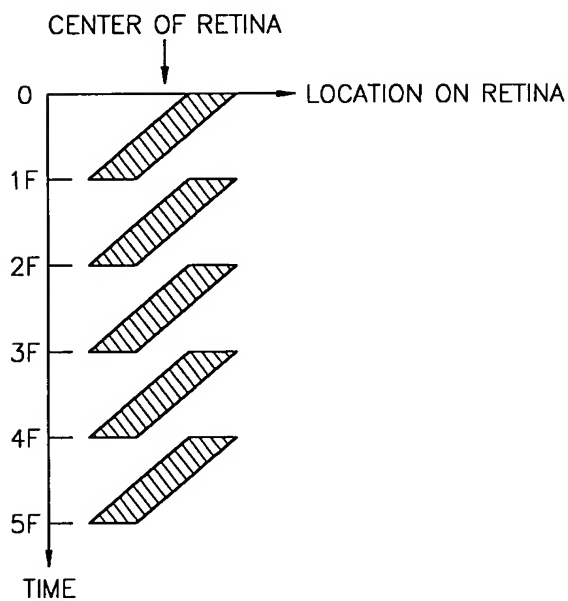 CENTER OF RETINA
0
LOCATION ON RETINA
1F
2F
3F
4F
5F
TIME